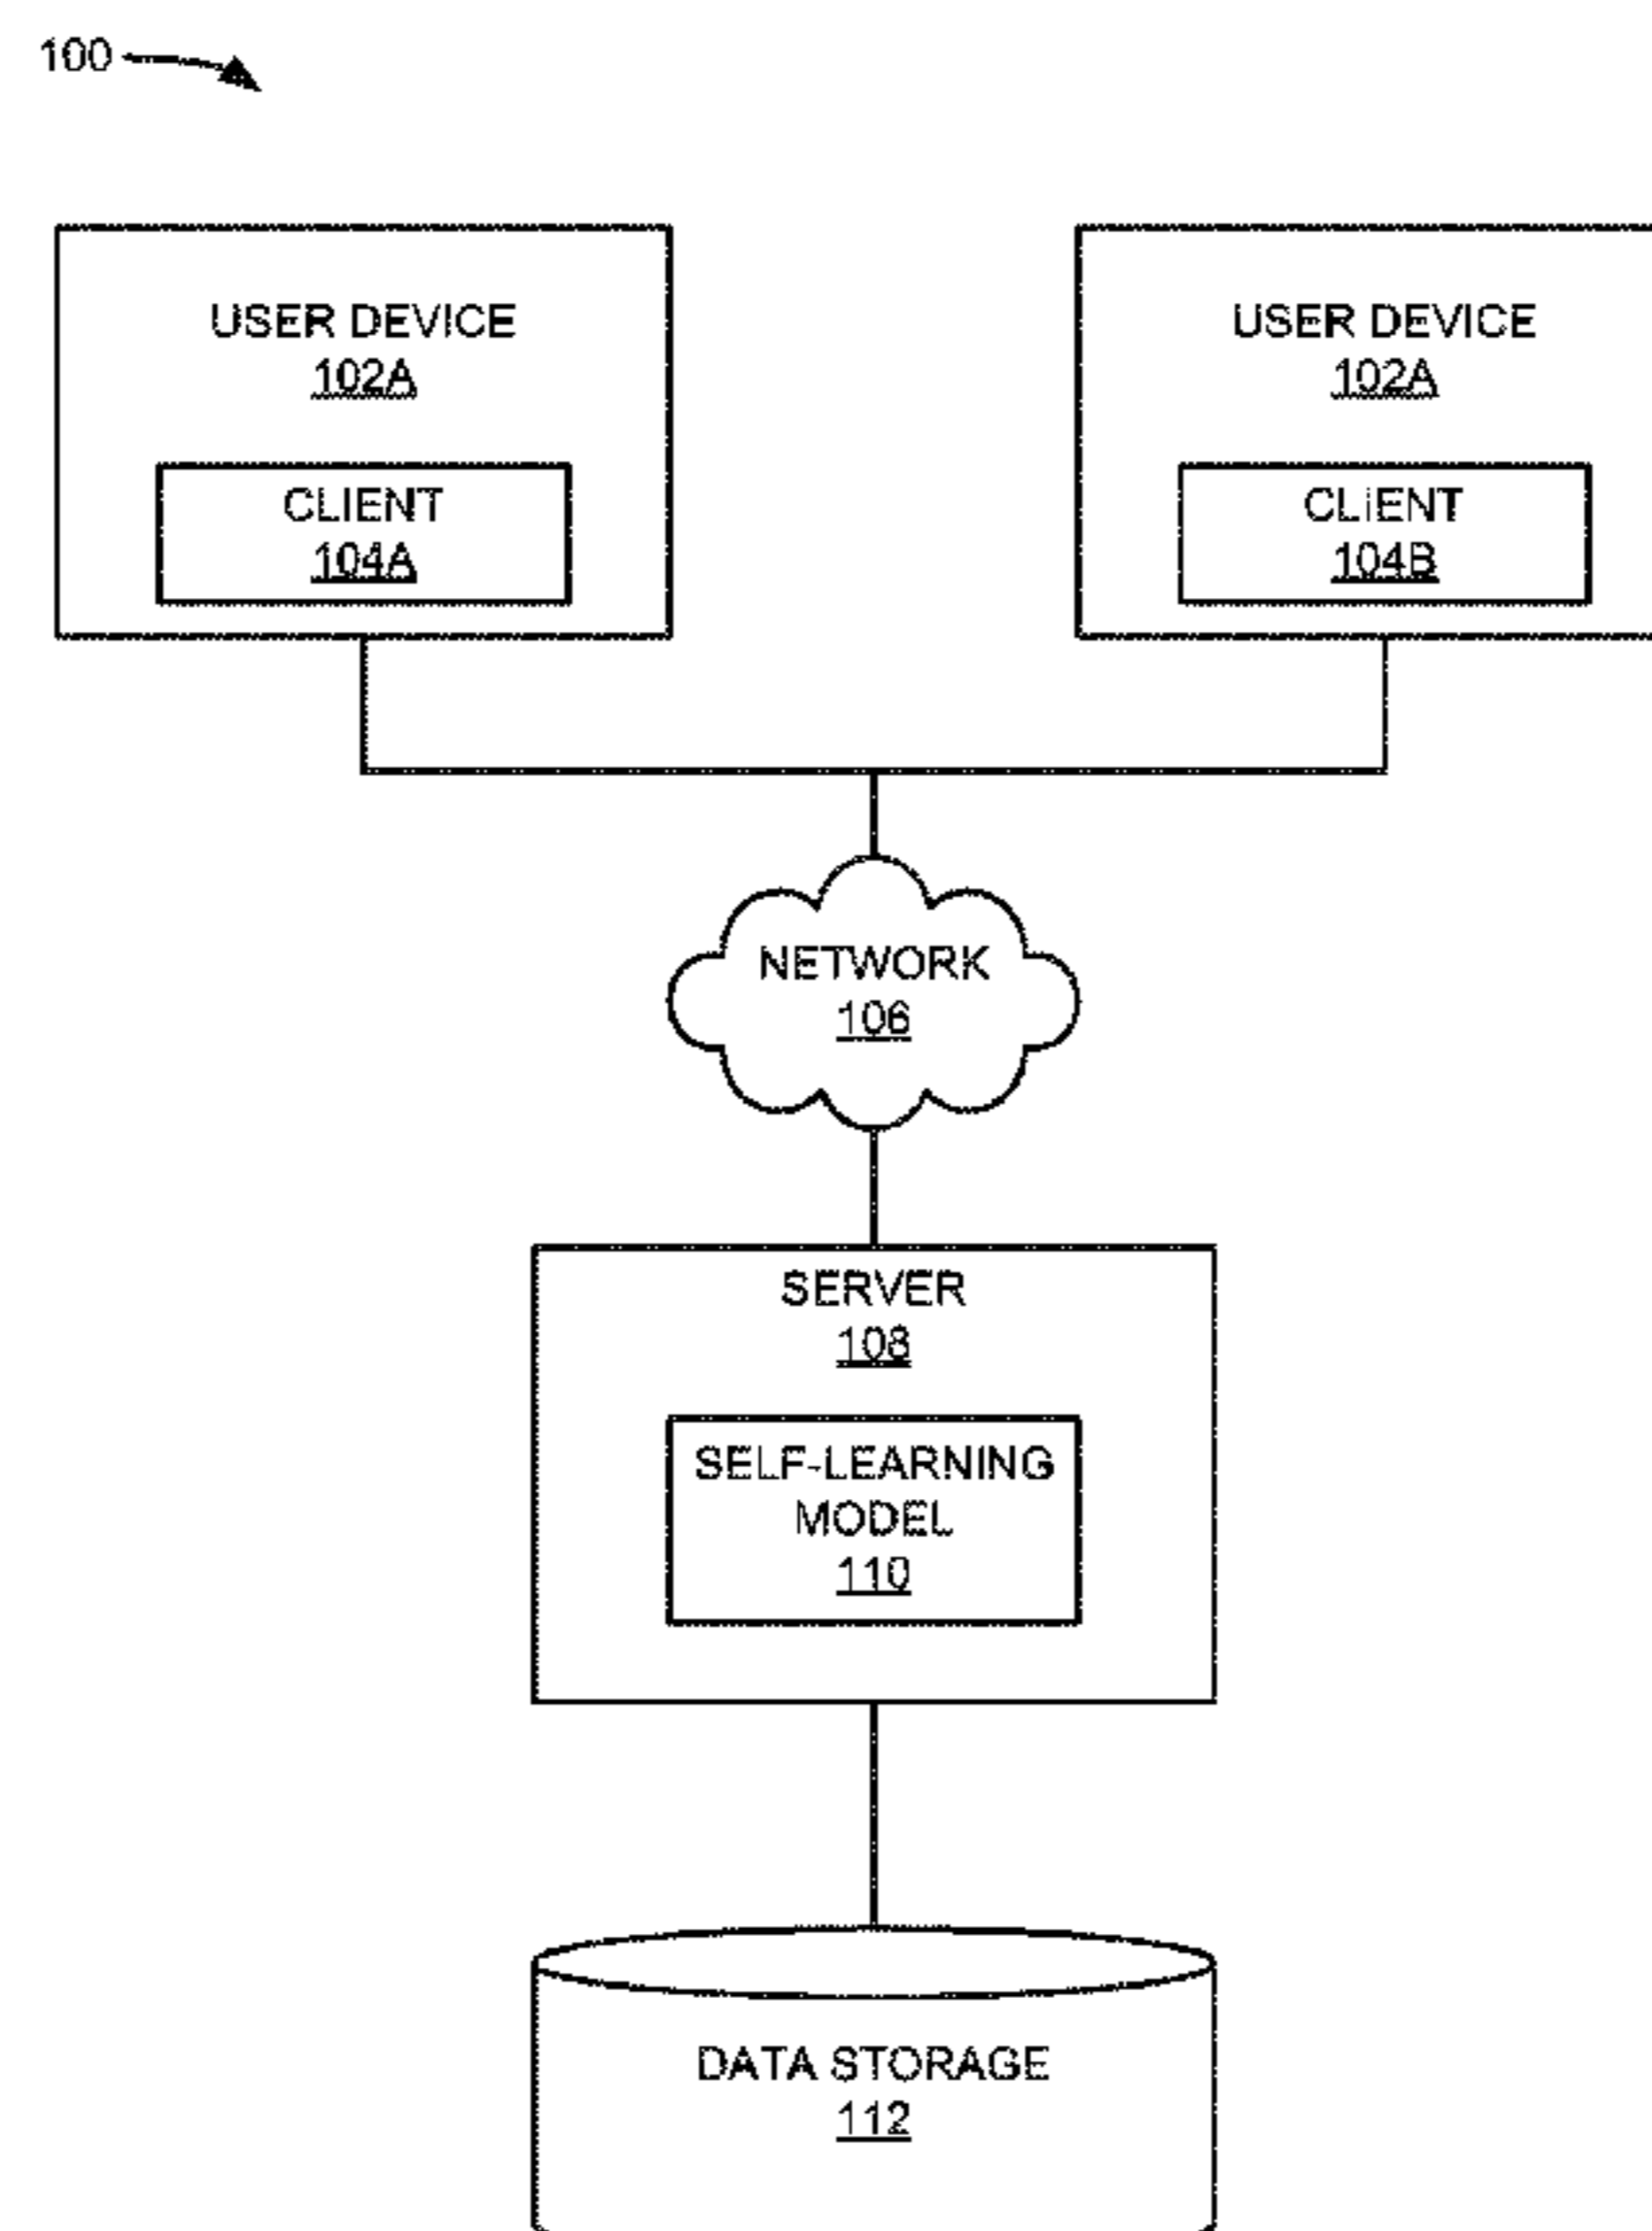 100
USER DEVICE
102A
CLIENT
104A
USER DEVICE
102A
CLIENT
104B
NETWORK
106
SERVER
108
SELF-LEARNING
MODEL
110
DATA STORAGE
112